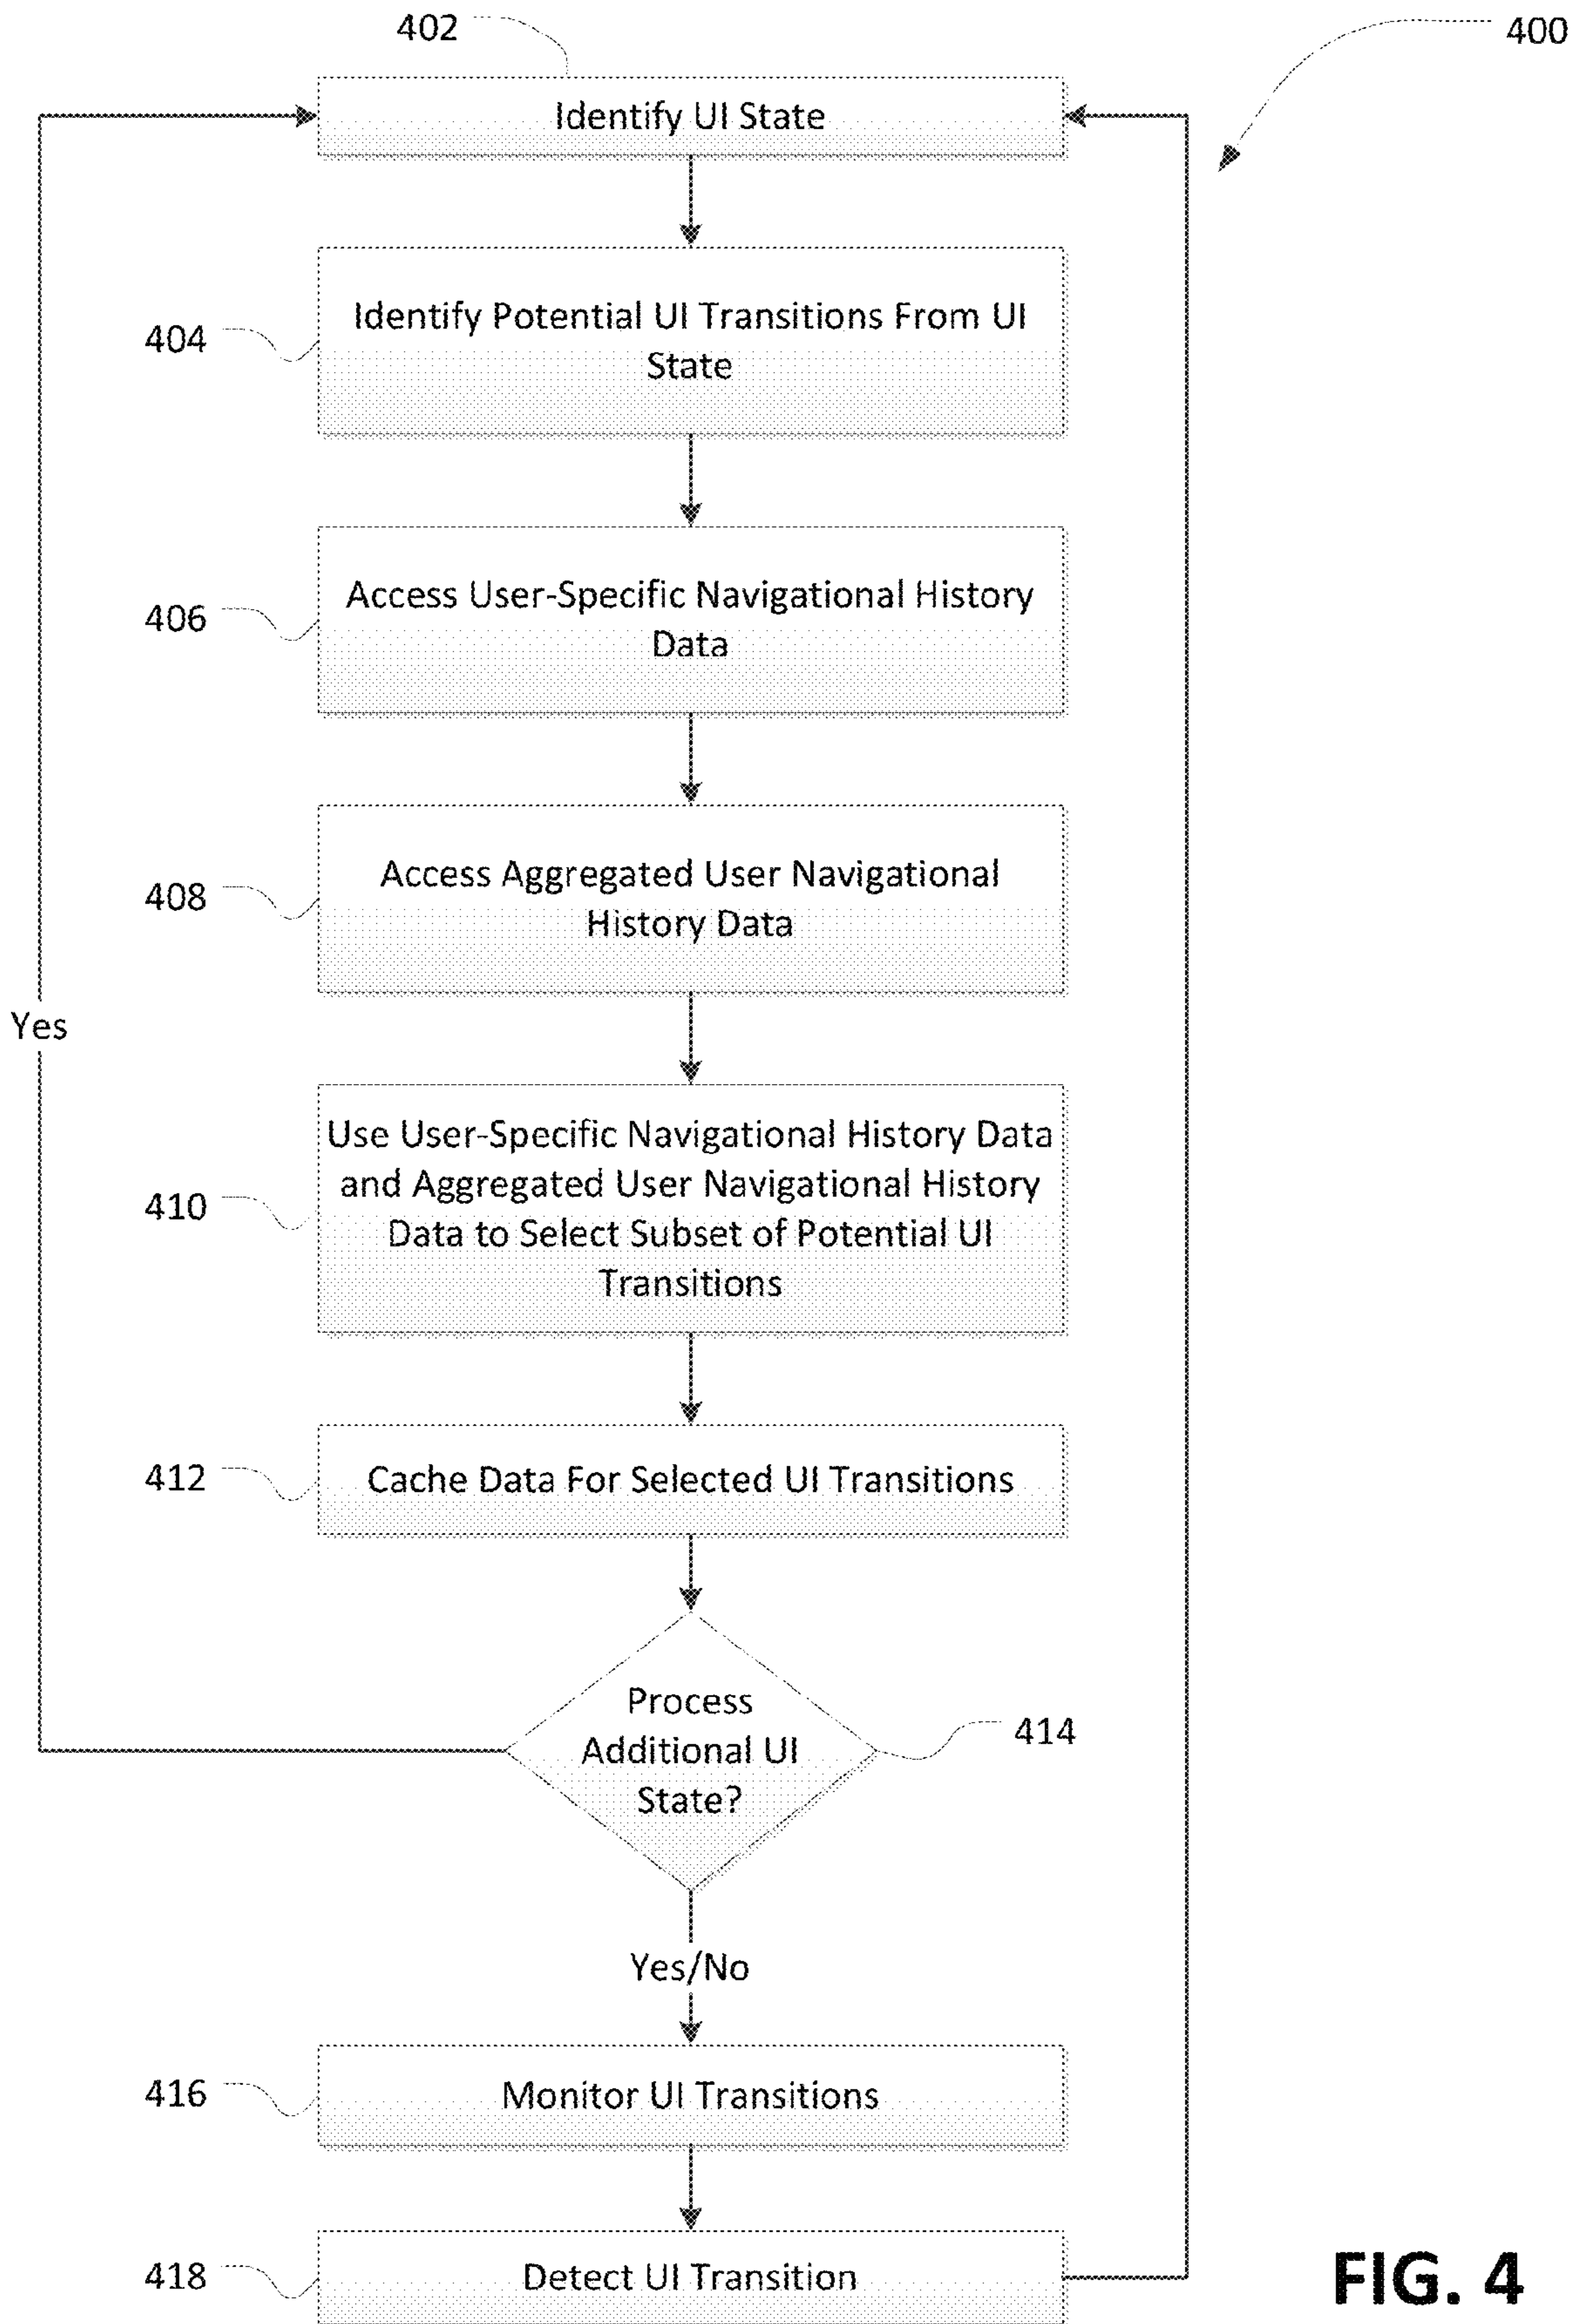 402
400
Identify UI State
404
Identify Potential UI Transitions From UI
State
406
Access User-Specific Navigational History
Data
408
Access Aggregated User Navigational
History Data
Yes
410
Use User-Specific Navigational History Data
and Aggregated User Navigational History
Data to Select Subset of Potential UI
Transitions
412
Cache Data For Selected UI Transitions
Process
Additional UI
State?
414
Yes/No
416
Monitor UI Transitions
418
Detect UI Transition
FIG. 4